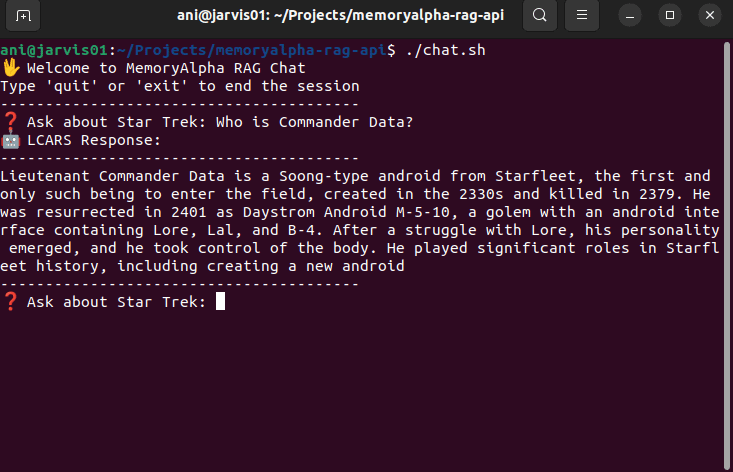 ani@jarvis01: ~/Projects/memoryalpha-rag-api
ani@jarvis01:~/Projects/memoryalpha-rag-api$ ./chat.sh
🖖 Welcome to MemoryAlpha RAG Chat
Type 'quit' or 'exit' to end the session
----------------------------------------
❓ Ask about Star Trek: Who is Commander Data?
🤖 LCARS Response:
----------------------------------------
Lieutenant Commander Data is a Soong-type android from Starfleet, the first and
only such being to enter the field, created in the 2330s and killed in 2379. He
was resurrected in 2401 as Daystrom Android M-5-10, a golem with an android inte
rface containing Lore, Lal, and B-4. After a struggle with Lore, his personality
 emerged, and he took control of the body. He played significant roles in Starfl
eet history, including creating a new android
----------------------------------------
❓ Ask about Star Trek: